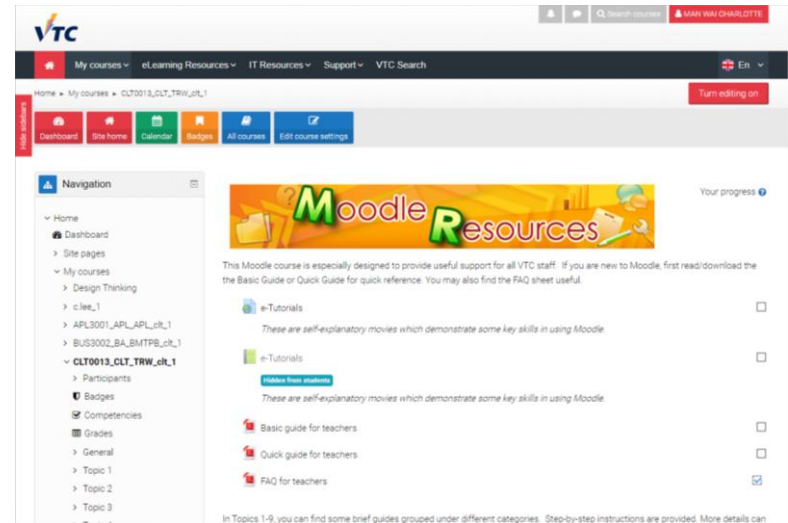 VTC
Search courses
MAN WAI CHARLOTTE
My courses
eLearning Resources
IT Resources
Support
VTC Search
En
Home ▸ My courses ▸ CLT0013_CLT_TRW_clt_1
Turn editing on
Hide sidebars
Dashboard
Site home
Calendar
Badges
All courses
Edit course settings
Navigation
Home
Dashboard
Site pages
My courses
Design Thinking
c.lee_1
APL3001_APL_APL_clt_1
BUS3002_BA_BMTPB_clt_1
CLT0013_CLT_TRW_clt_1
Participants
Badges
Competencies
Grades
General
Topic 1
Topic 2
Topic 3
Moodle Resources
Your progress
This Moodle course is especially designed to provide useful support for all VTC staff. If you are new to Moodle, first read/download the
the Basic Guide or Quick Guide for quick reference. You may also find the FAQ sheet useful.
e-Tutorials
These are self-explanatory movies which demonstrate some key skills in using Moodle.
e-Tutorials
Hidden from students
These are self-explanatory movies which demonstrate some key skills in using Moodle.
Basic guide for teachers
Quick guide for teachers
FAQ for teachers
In Topics 1-9, you can find some brief guides grouped under different categories. Step-by-step instructions are provided. More details can